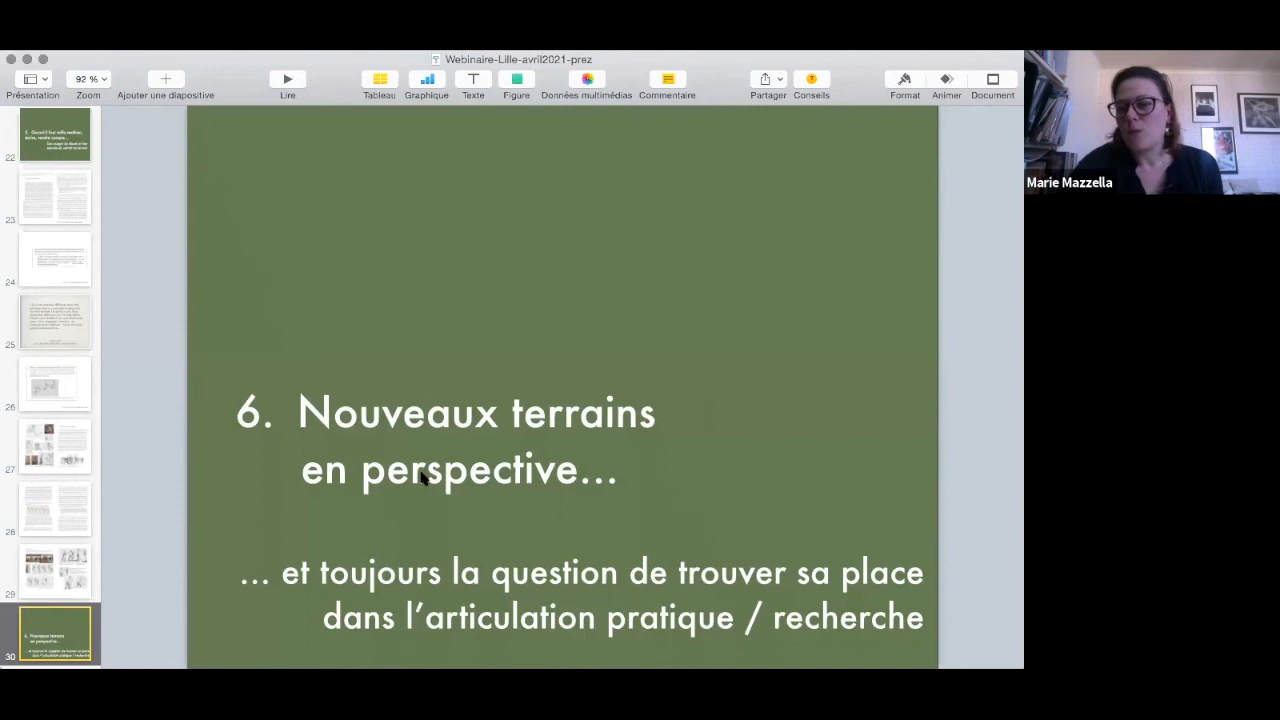 Webinaire-Lille-avril2021-prez
92 %
Présentation
Zoom
Ajouter une diapositive
Lire
Tableau
Graphique
Texte
Figure
Données multimédias
Commentaire
Partager
Conseils
Format
Animer
Document
Marie Mazzella
22
23
24
25
26
27
28
29
30
6. Nouveaux terrains
en perspective...
... et toujours la question de trouver sa place
dans l’articulation pratique / recherche